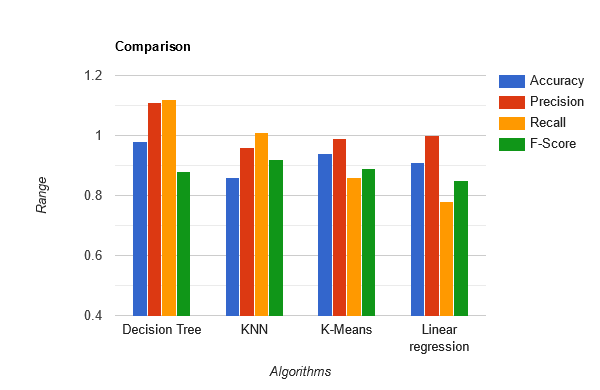 Comparison
1.2
1
0.8
0.6
0.4
Range
Decision Tree
KNN
K-Means
Linear
regression
Algorithms
Accuracy
Precision
Recall
F-Score